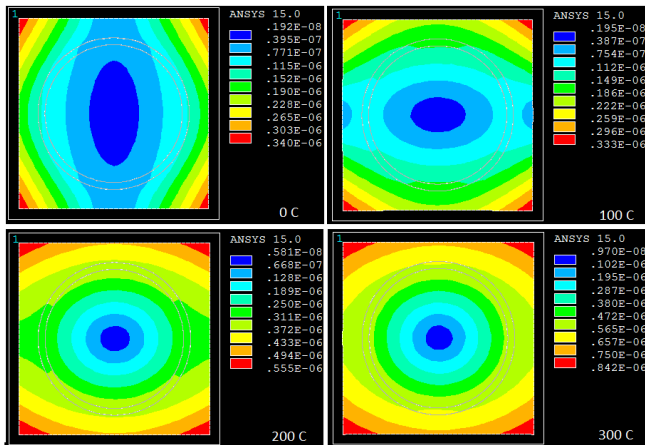 1
ANSYS 15.0
.192E-08
.395E-07
.771E-07
.115E-06
.152E-06
.190E-06
.228E-06
.265E-06
.303E-06
.340E-06
0 C
1
ANSYS 15.0
.195E-08
.387E-07
.754E-07
.112E-06
.149E-06
.186E-06
.222E-06
.259E-06
.296E-06
.333E-06
100 C
1
ANSYS 15.0
.581E-08
.668E-07
.128E-06
.189E-06
.250E-06
.311E-06
.372E-06
.433E-06
.494E-06
.555E-06
200 C
1
ANSYS 15.0
.970E-08
.102E-06
.195E-06
.287E-06
.380E-06
.472E-06
.565E-06
.657E-06
.750E-06
.842E-06
300 C